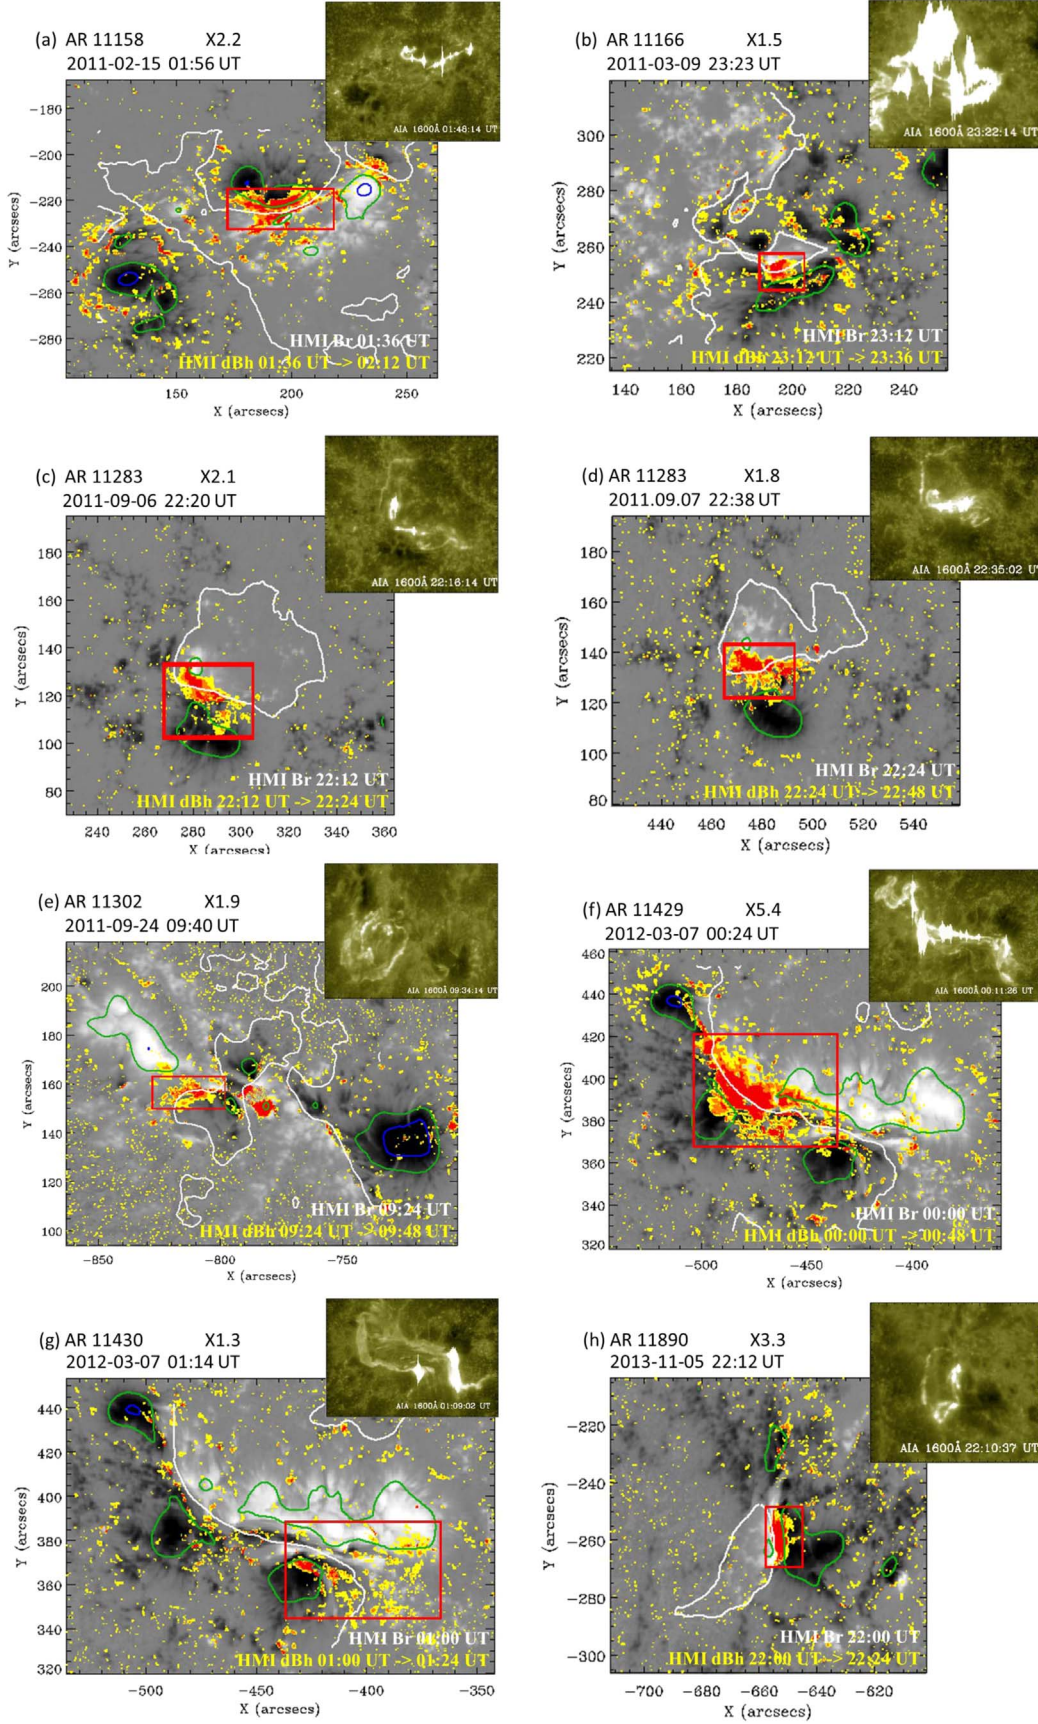 (a) AR 11158 X2.2
2011-02-15 01:56 UT
AIA 1600Å 01:46:14 UT
-180
-200
-220
-240
-260
-280
Y (arcsecs)
HMI Br 01:36 UT
HMI dBh 01:36 UT -> 02:12 UT
150 200 250
X (arcsecs)
(b) AR 11166 X1.5
2011-03-09 23:23 UT
AIA 1600Å 23:22:14 UT
300
280
260
240
220
Y (arcsecs)
HMI Br 23:12 UT
HMI dBh 23:12 UT -> 23:36 UT
140 160 180 200 220 240
X (arcsecs)
(c) AR 11283 X2.1
2011-09-06 22:20 UT
AIA 1600Å 22:16:14 UT
180
160
140
120
100
80
Y (arcsecs)
HMI Br 22:12 UT
HMI dBh 22:12 UT -> 22:24 UT
240 260 280 300 320 340 360
X (arcsecs)
(d) AR 11283 X1.8
2011.09.07 22:38 UT
AIA 1600Å 22:35:02 UT
180
160
140
120
100
80
Y (arcsecs)
HMI Br 22:24 UT
HMI dBh 22:24 UT-> 22:48 UT
440 460 480 500 520 540
X (arcsecs)
(e) AR 11302 X1.9
2011-09-24 09:40 UT
AIA 1600Å 09:34:14 UT
200
180
160
140
120
100
Y (arcsecs)
HMI Br 09:24 UT
HMI dBh 09:24 UT -> 09:48 UT
-850 -800 -750
X (arcsecs)
(f) AR 11429 X5.4
2012-03-07 00:24 UT
AIA 1600Å 00:11:26 UT
460
440
420
400
380
360
340
320
Y (arcsecs)
HMI Br 00:00 UT
HMI dBh 00:00 UT -> 00:48 UT
-500 -450 -400
X (arcsecs)
(g) AR 11430 X1.3
2012-03-07 01:14 UT
AIA 1600Å 01:09:02 UT
440
420
400
380
360
340
320
Y (arcsecs)
HMI Br 01:00 UT
HMI dBh 01:00 UT -> 01:24 UT
-500 -450 -400 -350
X (arcsecs)
(h) AR 11890 X3.3
2013-11-05 22:12 UT
AIA 1600Å 22:10:37 UT
-220
-240
-260
-280
-300
Y (arcsecs)
HMI Br 22:00 UT
HMI dBh 22:00 UT -> 22:24 UT
-700 -680 -660 -640 -620
X (arcsecs)